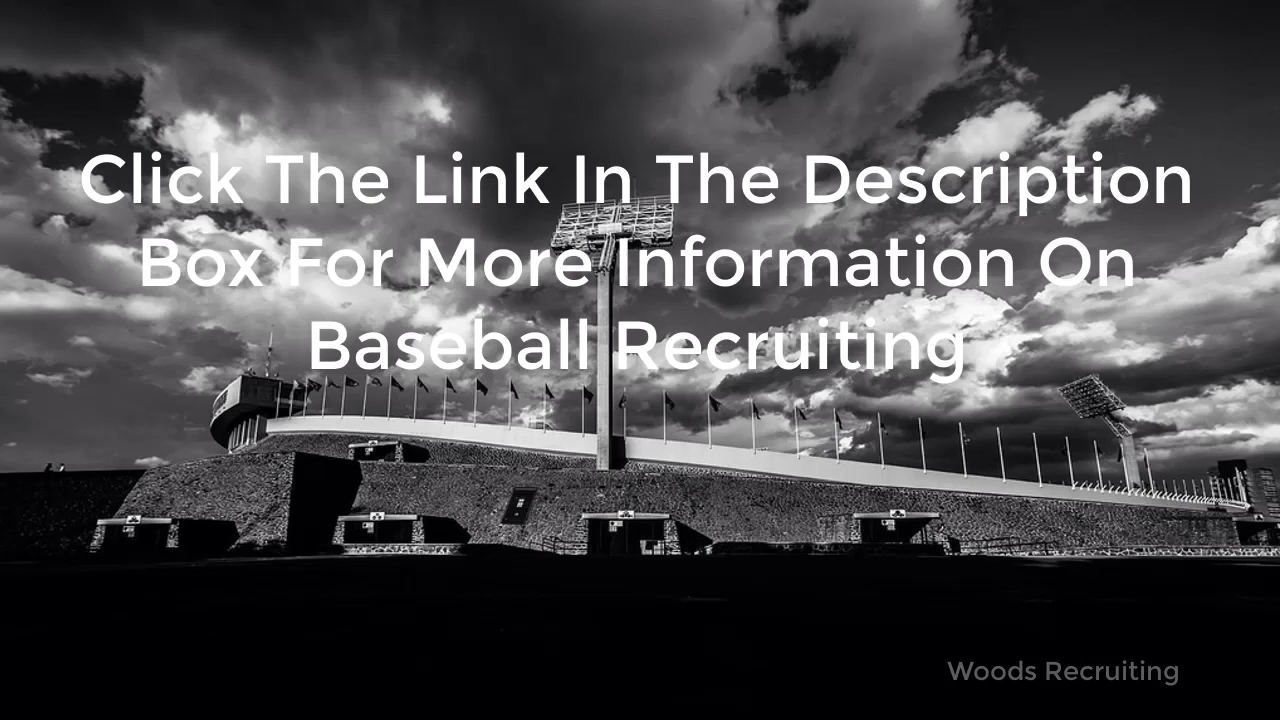 Click The Link In The Description
Box For More Information On
Baseball Recruiting
Woods Recruiting